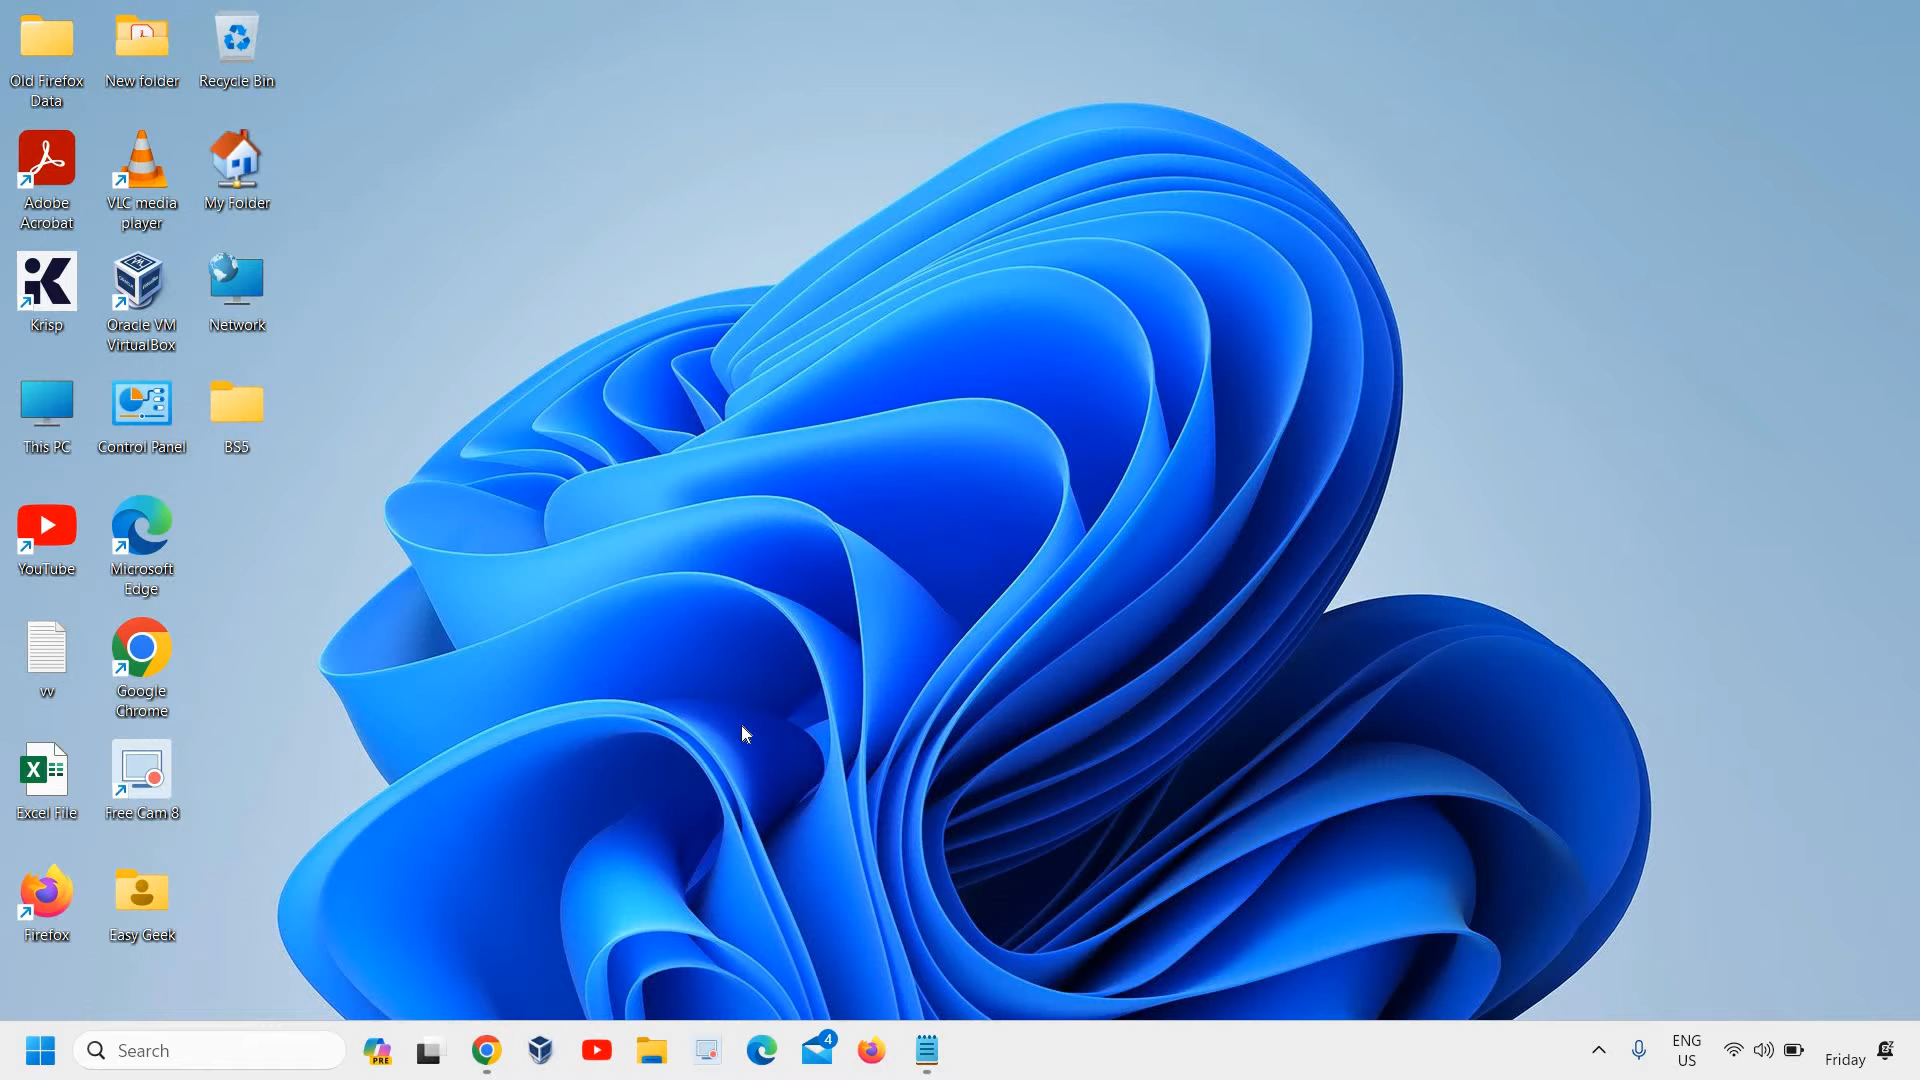 Old Firefox
Data
New folder
Recycle Bin
Adobe
Acrobat
VLC media
player
My Folder
Krisp
Oracle VM
VirtualBox
Network
This PC
Control Panel
BS5
YouTube
Microsoft
Edge
vv
Google
Chrome
Excel File
Free Cam 8
Firefox
Easy Geek
Search
PRE
4
ENG
US
Friday